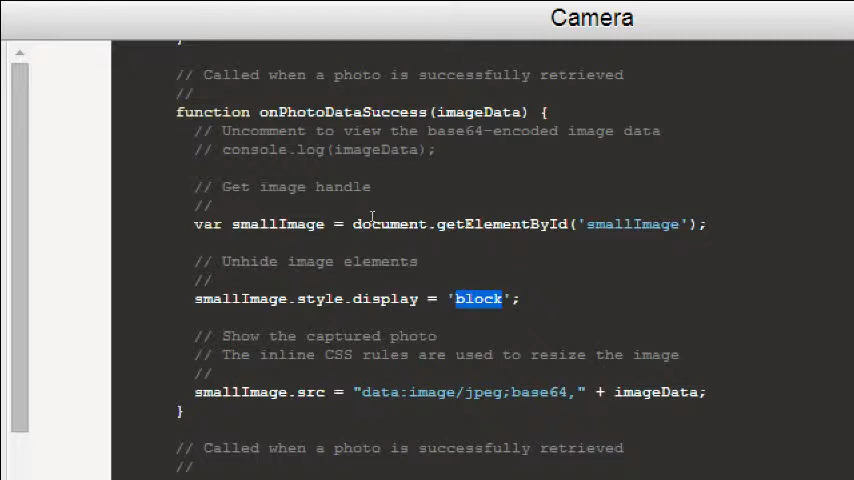 Camera
}
// Called when a photo is successfully retrieved
//
function onPhotoDataSuccess(imageData) {
// Uncomment to view the base64-encoded image data
// console.log(imageData);
// Get image handle
//
var smallImage = document.getElementById('smallImage');
// Unhide image elements
//
smallImage.style.display = 'block';
// Show the captured photo
// The inline CSS rules are used to resize the image
//
smallImage.src = "data:image/jpeg;base64," + imageData;
}
// Called when a photo is successfully retrieved
//